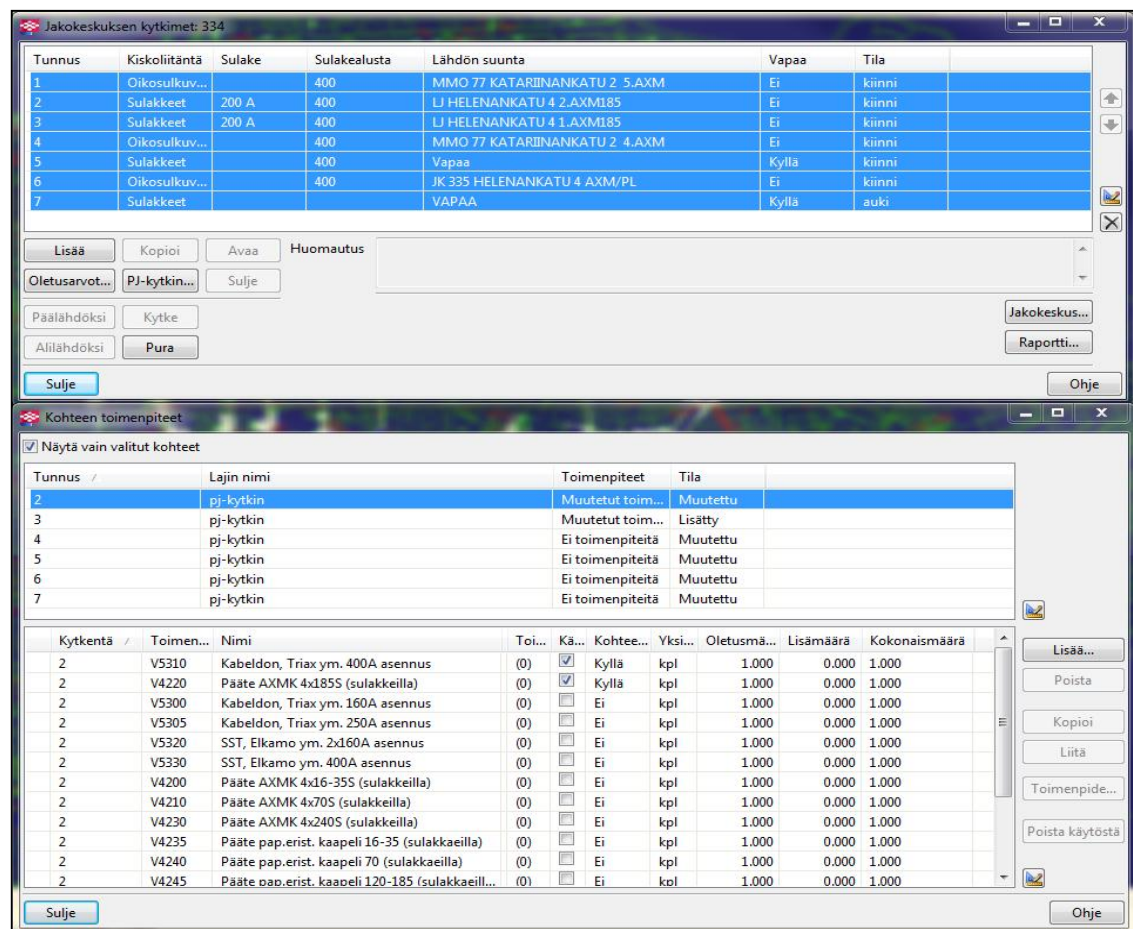 Jakokeskuksen kytkimet: 334
Tunnus Kiskoliitäntä Sulake Sulakealusta Lähdön suunta Vapaa Tila
1 Oikosulkuv... 400 MMO 77 KATARIINANKATU 2 5.AXM Ei kiinni
2 Sulakkeet 200 A 400 LJ HELENANKATU 4 2.AXM185 Ei kiinni
3 Sulakkeet 200 A 400 LJ HELENANKATU 4 1.AXM185 Ei kiinni
4 Oikosulkuv... 400 MMO 77 KATARIINANKATU 2 4.AXM Ei kiinni
5 Sulakkeet 400 Vapaa Kyllä kiinni
6 Oikosulkuv... 400 JK 335 HELENANKATU 4 AXM/PL Ei kiinni
7 Sulakkeet VAPAA Kyllä auki
Lisää Kopioi Avaa Huomautus
Oletusarvot... PJ-kytkin... Sulje
Päälähdöksi Kytke Jakokeskus...
Alilähdöksi Pura Raportti...
Sulje Ohje
Kohteen toimenpiteet
Näytä vain valitut kohteet
Tunnus Lajin nimi Toimenpiteet Tila
2 pj-kytkin Muutetut toim... Muutettu
3 pj-kytkin Muutetut toim... Lisätty
4 pj-kytkin Ei toimenpiteitä Muutettu
5 pj-kytkin Ei toimenpiteitä Muutettu
6 pj-kytkin Ei toimenpiteitä Muutettu
7 pj-kytkin Ei toimenpiteitä Muutettu
Kytkentä Toimen... Nimi Toi... Kä... Kohtee... Yksi... Oletusmä... Lisämäärä Kokonaismäärä
2 V5310 Kabeldon, Triax ym. 400A asennus (0) Kyllä kpl 1.000 0.000 1.000 Lisää...
2 V4220 Pääte AXMK 4x185S (sulakkeilla) (0) Kyllä kpl 1.000 0.000 1.000 Poista
2 V5300 Kabeldon, Triax ym. 160A asennus (0) Ei kpl 1.000 0.000 1.000
2 V5305 Kabeldon, Triax ym. 250A asennus (0) Ei kpl 1.000 0.000 1.000 Kopioi
2 V5320 SST, Elkamo ym. 2x160A asennus (0) Ei kpl 1.000 0.000 1.000 Liitä
2 V5330 SST, Elkamo ym. 400A asennus (0) Ei kpl 1.000 0.000 1.000
2 V4200 Pääte AXMK 4x16-35S (sulakkeilla) (0) Ei kpl 1.000 0.000 1.000 Toimenpide...
2 V4210 Pääte AXMK 4x70S (sulakkeilla) (0) Ei kpl 1.000 0.000 1.000
2 V4230 Pääte AXMK 4x240S (sulakkeilla) (0) Ei kpl 1.000 0.000 1.000 Poista käytöstä
2 V4235 Pääte pap.erist. kaapeli 16-35 (sulakkaeilla) (0) Ei kpl 1.000 0.000 1.000
2 V4240 Pääte pap.erist. kaapeli 70 (sulakkaeilla) (0) Ei kpl 1.000 0.000 1.000
2 V4245 Pääte pap.erist. kaapeli 120-185 (sulakkaeill... (0) Ei kpl 1.000 0.000 1.000
Sulje Ohje